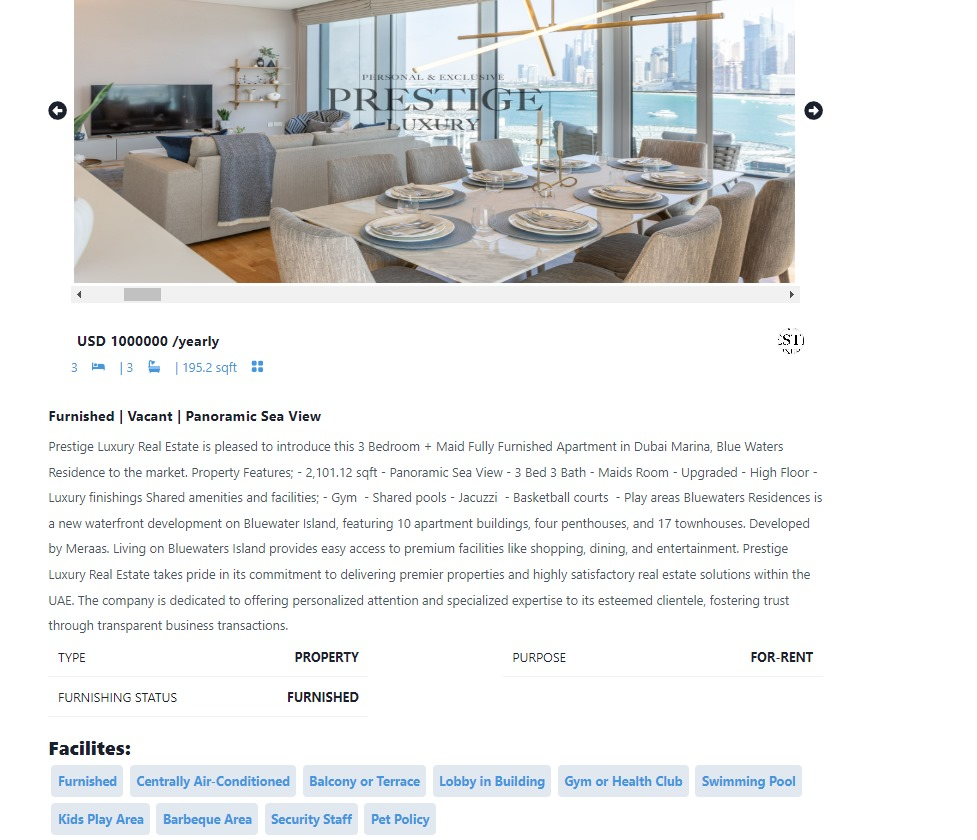 PERSONAL & EXCLUSIVE
PRESTIGE
LUXURY
USD 1000000 /yearly
3 | 3 | 195.2 sqft
Furnished | Vacant | Panoramic Sea View
Prestige Luxury Real Estate is pleased to introduce this 3 Bedroom + Maid Fully Furnished Apartment in Dubai Marina, Blue Waters
Residence to the market. Property Features; - 2,101.12 sqft - Panoramic Sea View - 3 Bed 3 Bath - Maids Room - Upgraded - High Floor -
Luxury finishings Shared amenities and facilities; - Gym - Shared pools - Jacuzzi - Basketball courts - Play areas Bluewaters Residences is
a new waterfront development on Bluewater Island, featuring 10 apartment buildings, four penthouses, and 17 townhouses. Developed
by Meraas. Living on Bluewaters Island provides easy access to premium facilities like shopping, dining, and entertainment. Prestige
Luxury Real Estate takes pride in its commitment to delivering premier properties and highly satisfactory real estate solutions within the
UAE. The company is dedicated to offering personalized attention and specialized expertise to its esteemed clientele, fostering trust
through transparent business transactions.
TYPE PROPERTY PURPOSE FOR-RENT
FURNISHING STATUS FURNISHED
Facilites:
Furnished Centrally Air-Conditioned Balcony or Terrace Lobby in Building Gym or Health Club Swimming Pool
Kids Play Area Barbeque Area Security Staff Pet Policy